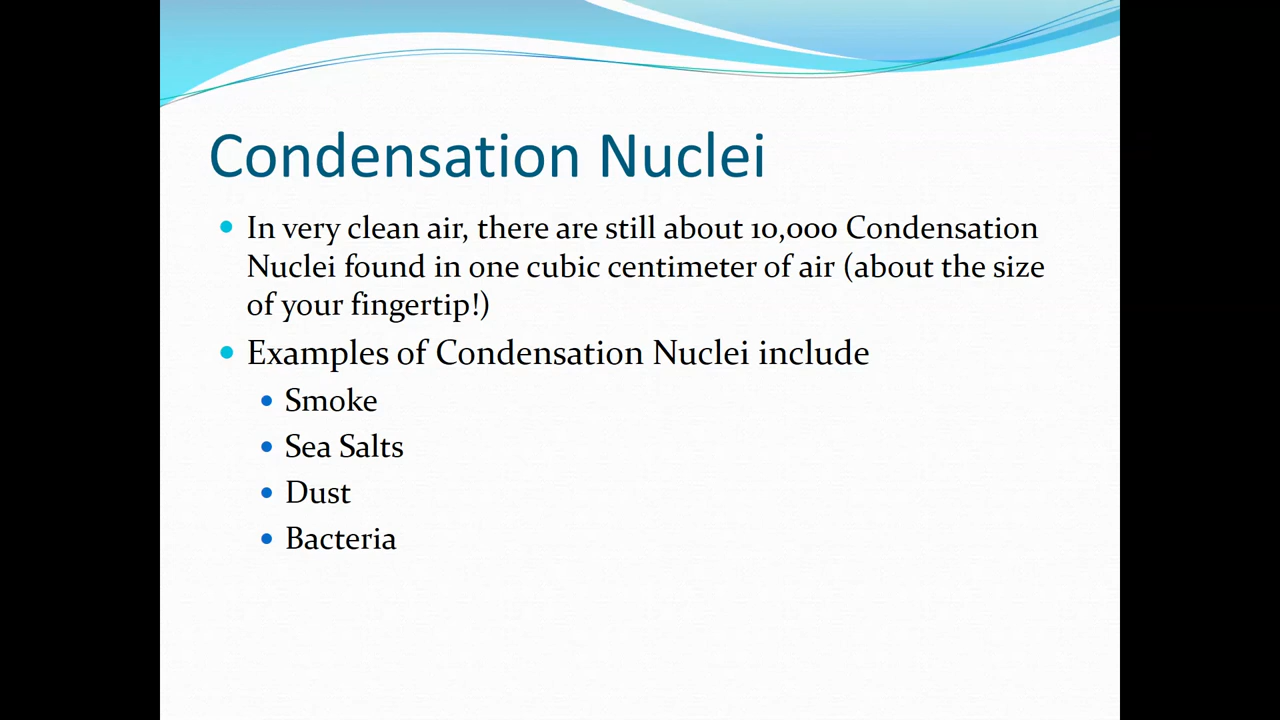 Condensation Nuclei
• In very clean air, there are still about 10,000 Condensation
Nuclei found in one cubic centimeter of air (about the size
of your fingertip!)
• Examples of Condensation Nuclei include
• Smoke
• Sea Salts
• Dust
• Bacteria